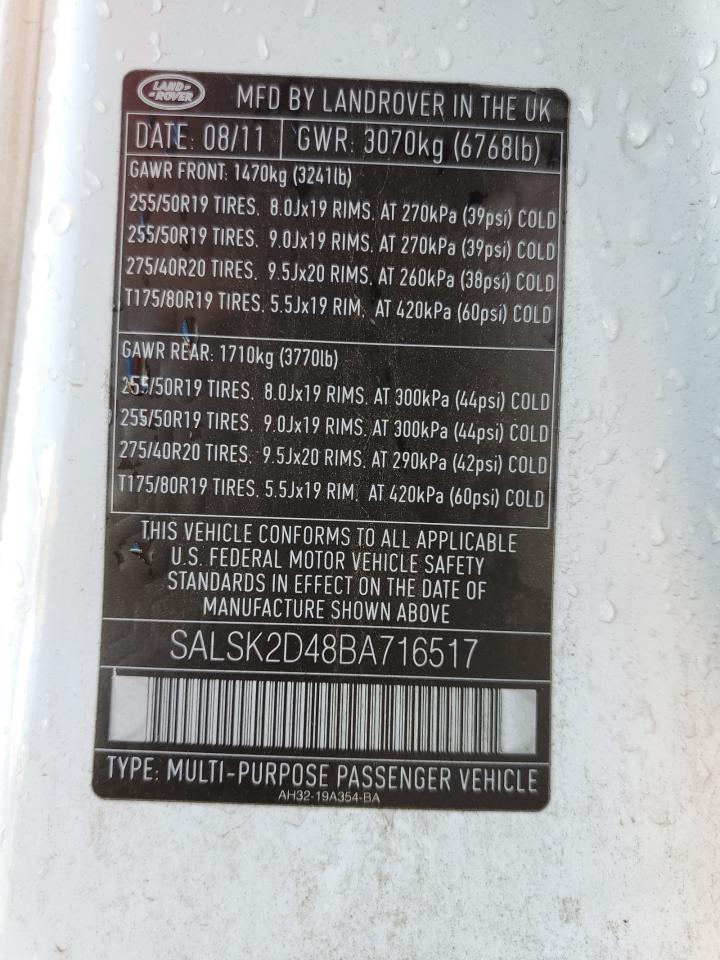 LAND ROVER MFD BY LANDROVER IN THE UK
DATE: 08/11 GWR: 3070kg (6768lb)
GAWR FRONT: 1470kg (3241lb)
255/50R19 TIRES, 8.0Jx19 RIMS, AT 270kPa (39psi) COLD
255/50R19 TIRES, 9.0Jx19 RIMS, AT 270kPa (39psi) COLD
275/40R20 TIRES, 9.5Jx20 RIMS, AT 260kPa (38psi) COLD
T175/80R19 TIRES, 5.5Jx19 RIM, AT 420kPa (60psi) COLD
GAWR REAR: 1710kg (3770lb)
255/50R19 TIRES, 8.0Jx19 RIMS, AT 300kPa (44psi) COLD
255/50R19 TIRES, 9.0Jx19 RIMS, AT 300kPa (44psi) COLD
275/40R20 TIRES, 9.5Jx20 RIMS, AT 290kPa (42psi) COLD
T175/80R19 TIRES, 5.5Jx19 RIM, AT 420kPa (60psi) COLD
THIS VEHICLE CONFORMS TO ALL APPLICABLE
U.S. FEDERAL MOTOR VEHICLE SAFETY
STANDARDS IN EFFECT ON THE DATE OF
MANUFACTURE SHOWN ABOVE
SALSK2D48BA716517
TYPE: MULTI-PURPOSE PASSENGER VEHICLE
AH32-19A354-BA